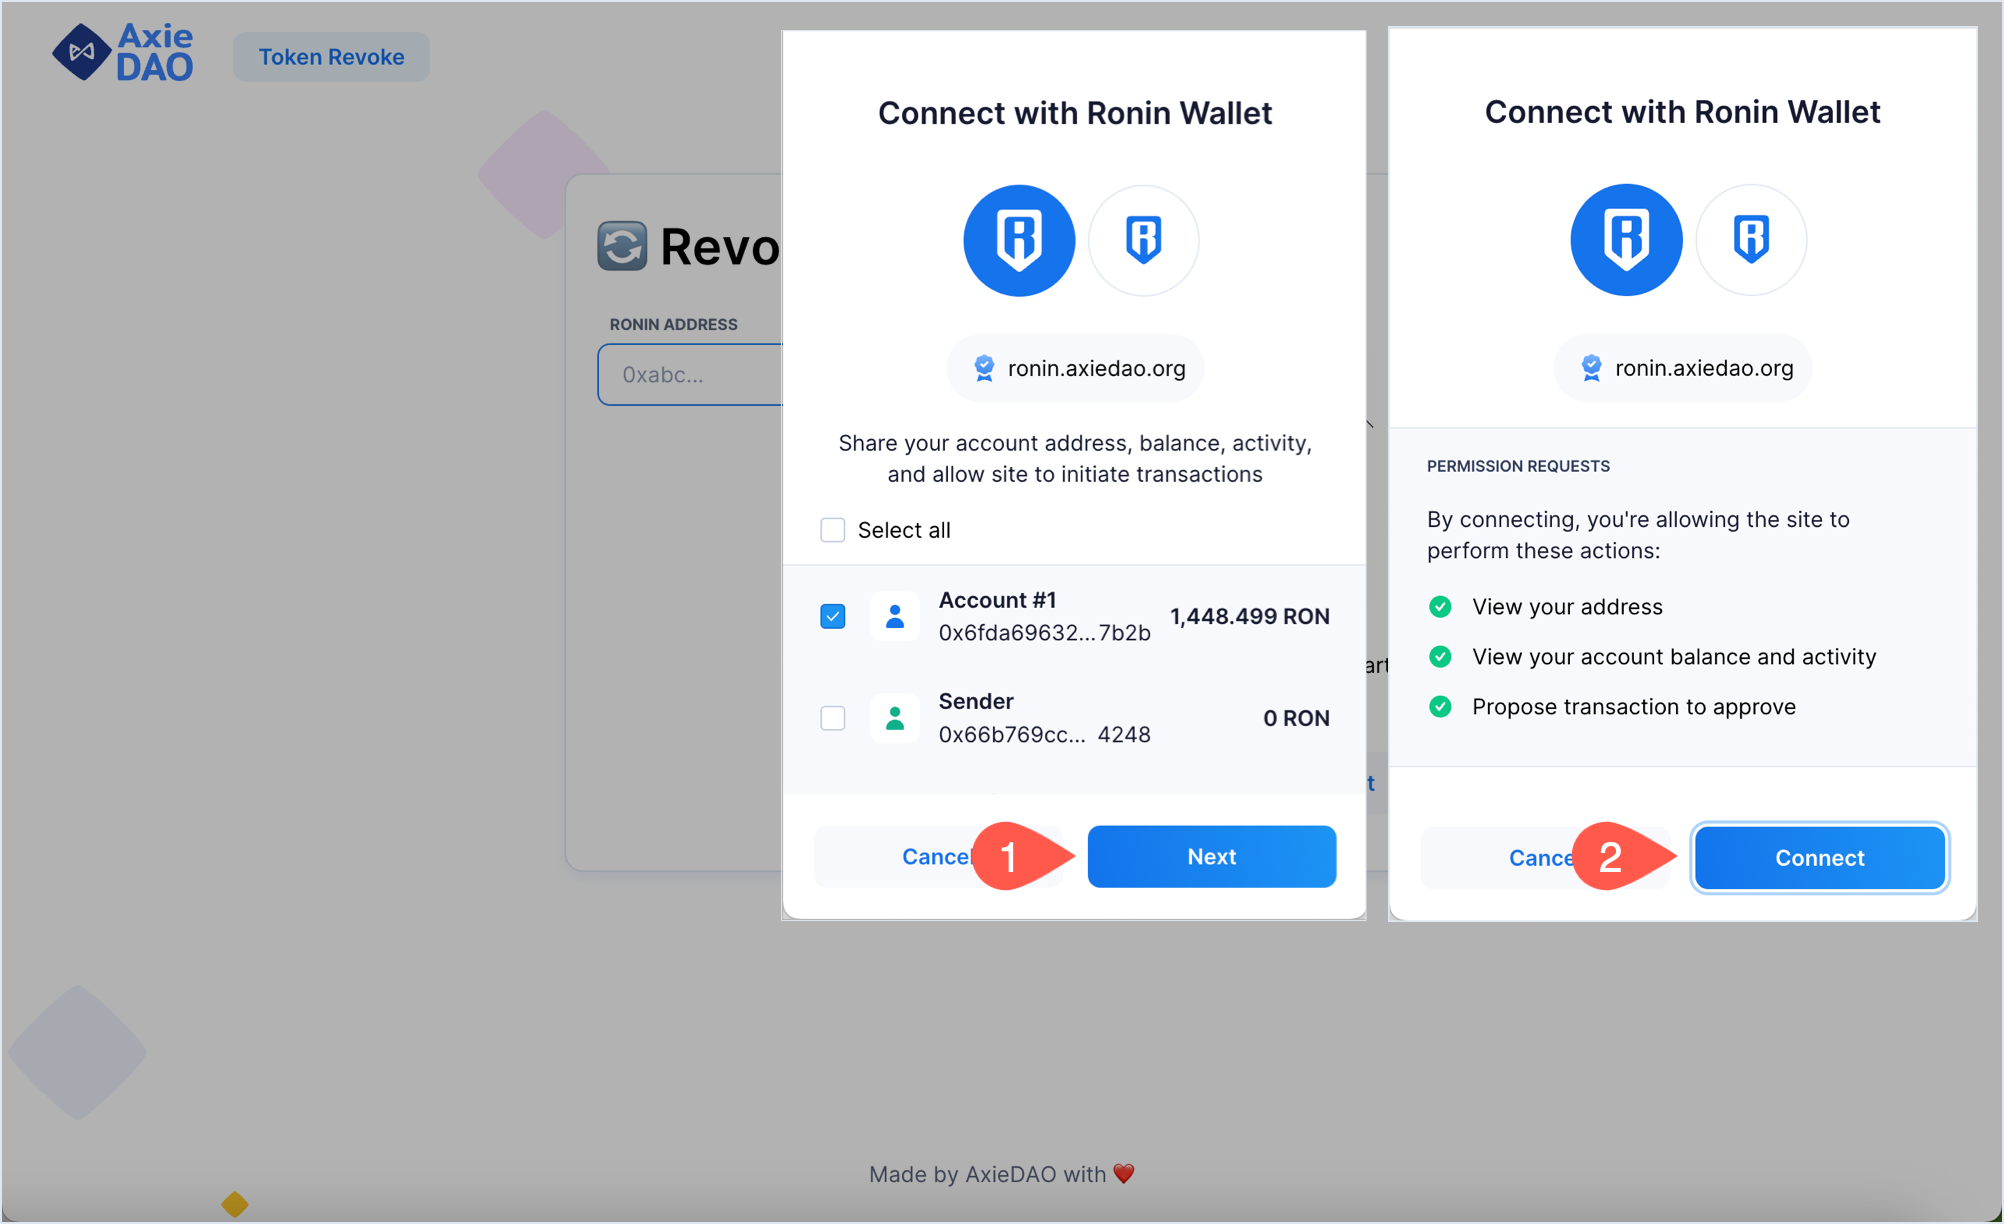 Axie
DAO
Token Revoke
Revo
RONIN ADDRESS
0xabc...
Connect with Ronin Wallet
ronin.axiedao.org
Share your account address, balance, activity,
and allow site to initiate transactions
Select all
Account #1
0x6fda69632...7b2b
1,448.499 RON
Sender
0x66b769cc... 4248
0 RON
Cancel
1
Next
art
t
Connect with Ronin Wallet
ronin.axiedao.org
PERMISSION REQUESTS
By connecting, you're allowing the site to
perform these actions:
View your address
View your account balance and activity
Propose transaction to approve
Cance
2
Connect
Made by AxieDAO with ❤️